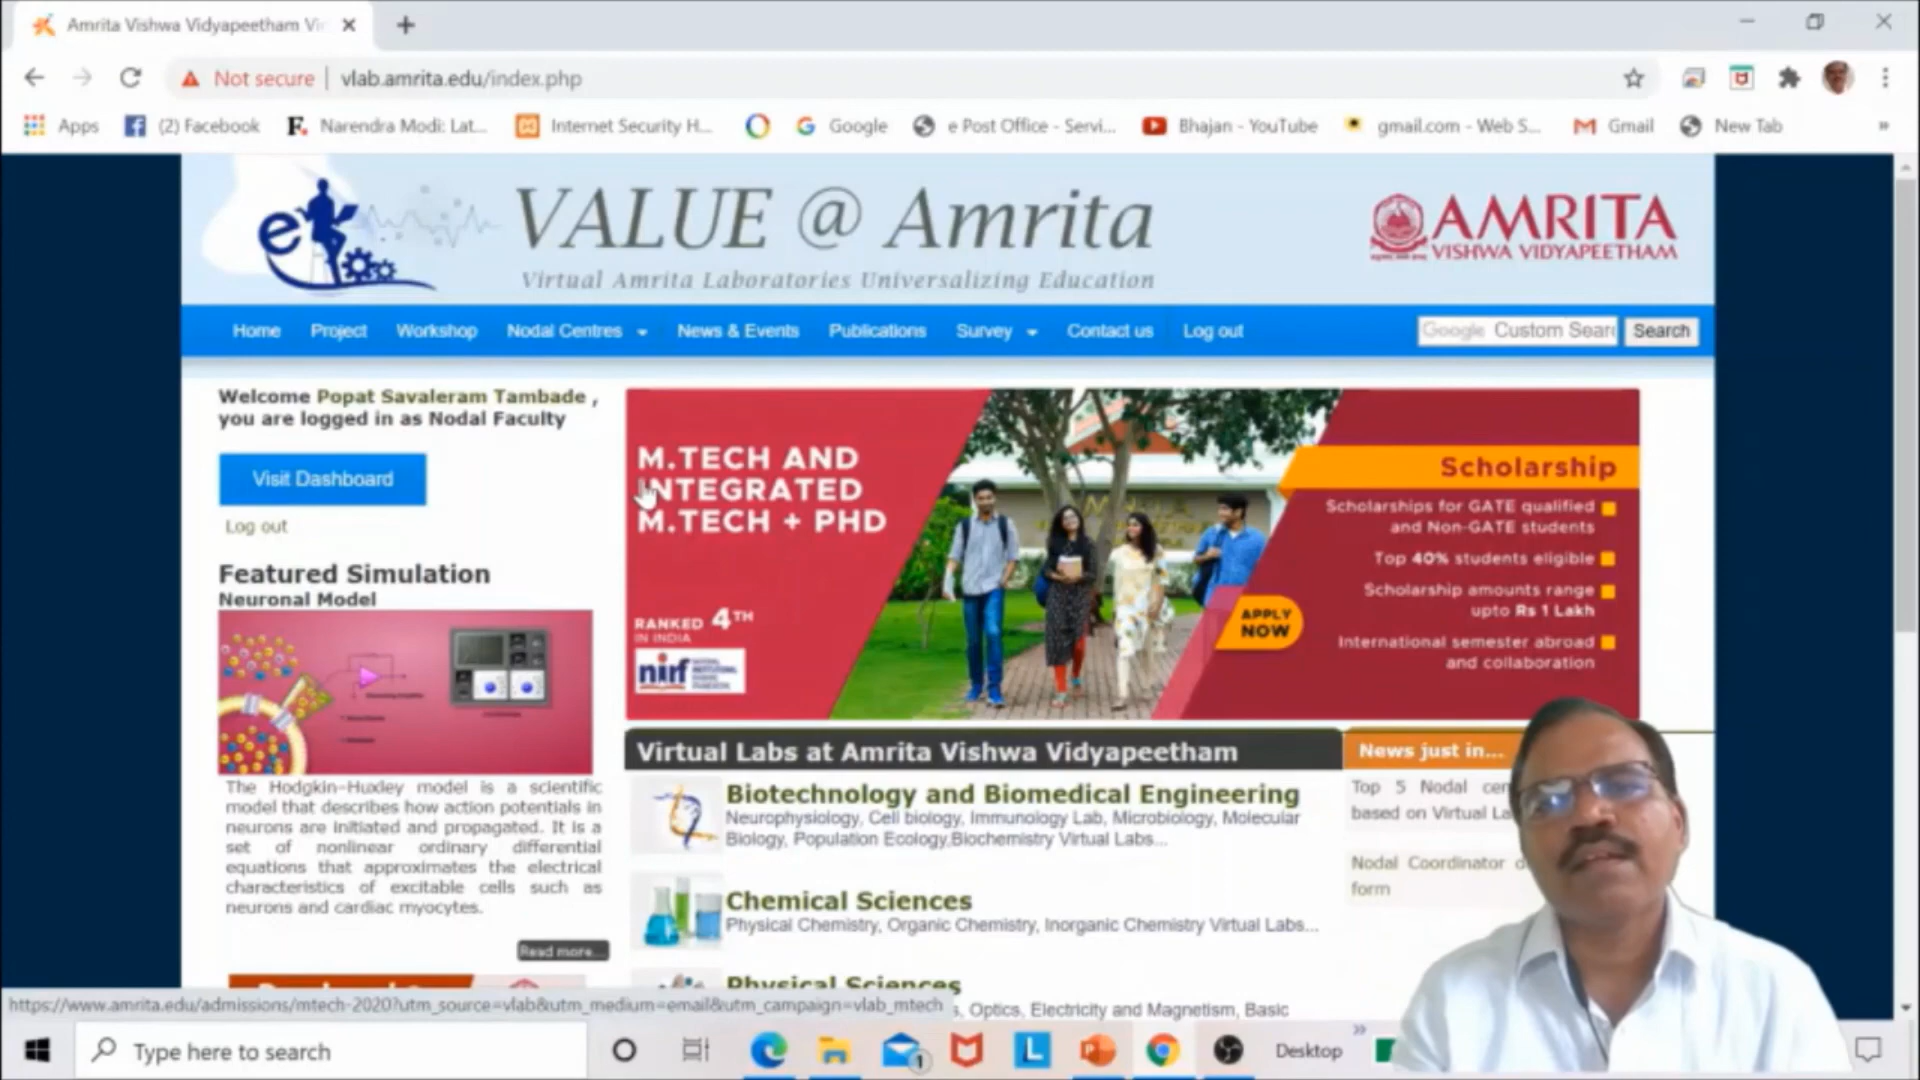 Amrita Vishwa Vidyapeetham Vir
Not secure
vlab.amrita.edu/index.php
Apps
(2) Facebook
F. Narendra Modi: Lat...
Internet Security H...
Google
e Post Office - Servi...
Bhajan - YouTube
gmail.com - Web S...
Gmail
New Tab
»
e
VALUE @ Amrita
Virtual Amrita Laboratories Universalizing Education
AMRITA
VISHWA VIDYAPEETHAM
Home
Project
Workshop
Nodal Centres
News & Events
Publications
Survey
Contact us
Log out
Google Custom Sear
Search
Welcome Popat Savaleram Tambade ,
you are logged in as Nodal Faculty
Visit Dashboard
Log out
Featured Simulation
Neuronal Model
The Hodgkin-Huxley model is a scientific
model that describes how action potentials in
neurons are initiated and propagated. It is a
set of nonlinear ordinary differential
equations that approximates the electrical
characteristics of excitable cells such as
neurons and cardiac myocytes.
Read more...
M.TECH AND
INTEGRATED
M.TECH + PHD
RANKED 4TH
IN INDIA
nirf
APPLY
NOW
Scholarship
Scholarships for GATE qualified
and Non-GATE students
Top 40% students eligible
Scholarship amounts range
upto Rs 1 Lakh
International semester abroad
and collaboration
Virtual Labs at Amrita Vishwa Vidyapeetham
Biotechnology and Biomedical Engineering
Neurophysiology, Cell biology, Immunology Lab, Microbiology, Molecular
Biology, Population Ecology,Biochemistry Virtual Labs...
Chemical Sciences
Physical Chemistry, Organic Chemistry, Inorganic Chemistry Virtual Labs...
Physical Sciences
, Optics, Electricity and Magnetism, Basic
News just in...
Top 5 Nodal cen
based on Virtual La
Nodal Coordinator
form
https://www.amrita.edu/admissions/mtech-2020?utm_source=vlab&utm_medium=email&utm_campaign=vlab_mtech
Type here to search
1
L
Desktop
»